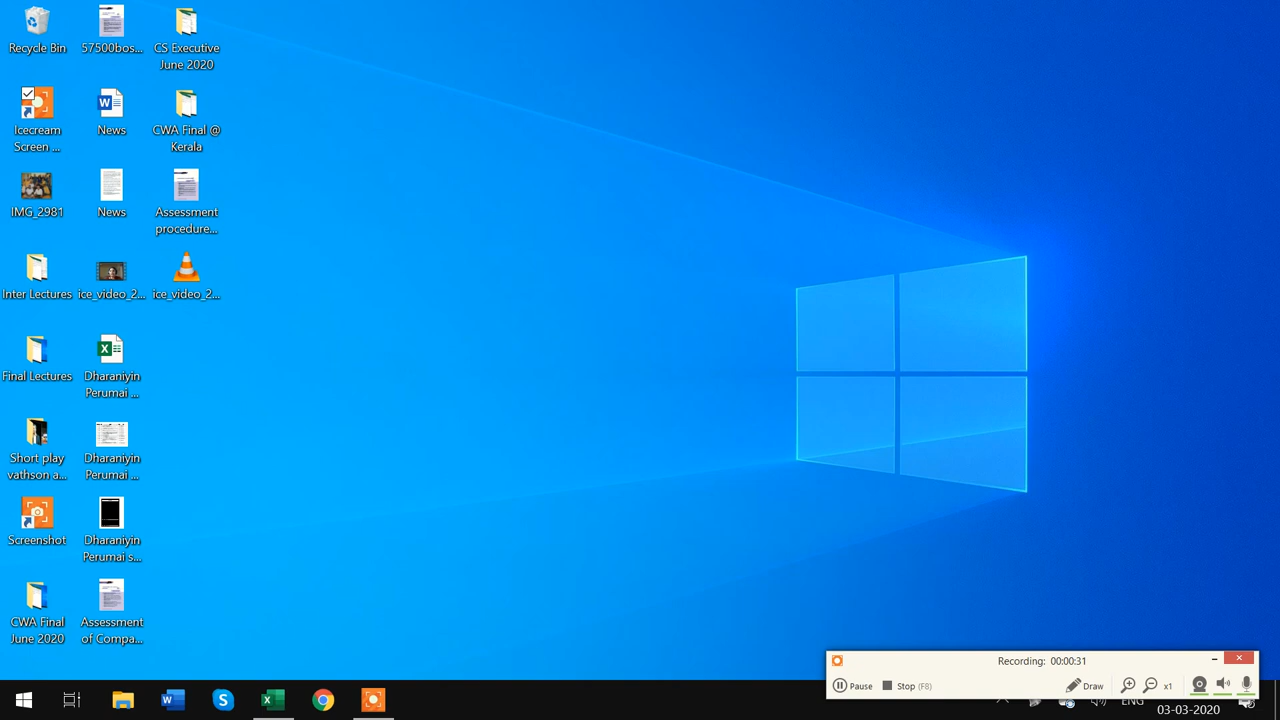 Recycle Bin
57500bos...
CS Executive
June 2020
Icecream
Screen ...
News
CWA Final @
Kerala
IMG_2981
News
Assessment
procedure...
Inter Lectures
ice_video_2...
ice_video_2...
Final Lectures
Dharaniyin
Perumai ...
Short play
vathson a...
Dharaniyin
Perumai ...
Screenshot
Dharaniyin
Perumai s...
CWA Final
June 2020
Assessment
of Compa...
Recording: 00:00:31
Pause
Stop (F8)
Draw
x1
ENG
03-03-2020